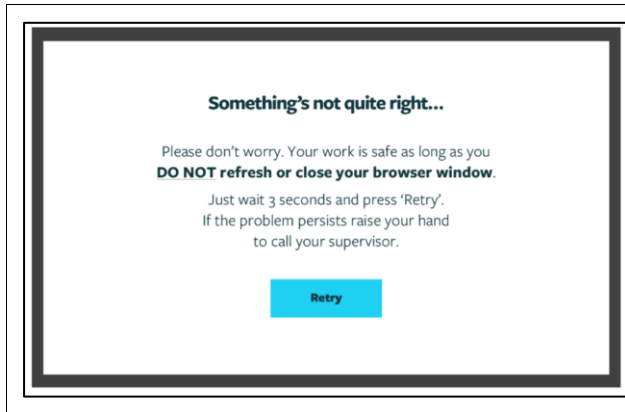 Something's not quite right...
Please don't worry. Your work is safe as long as you
DO NOT refresh or close your browser window.
Just wait 3 seconds and press 'Retry'.
If the problem persists raise your hand
to call your supervisor.
Retry